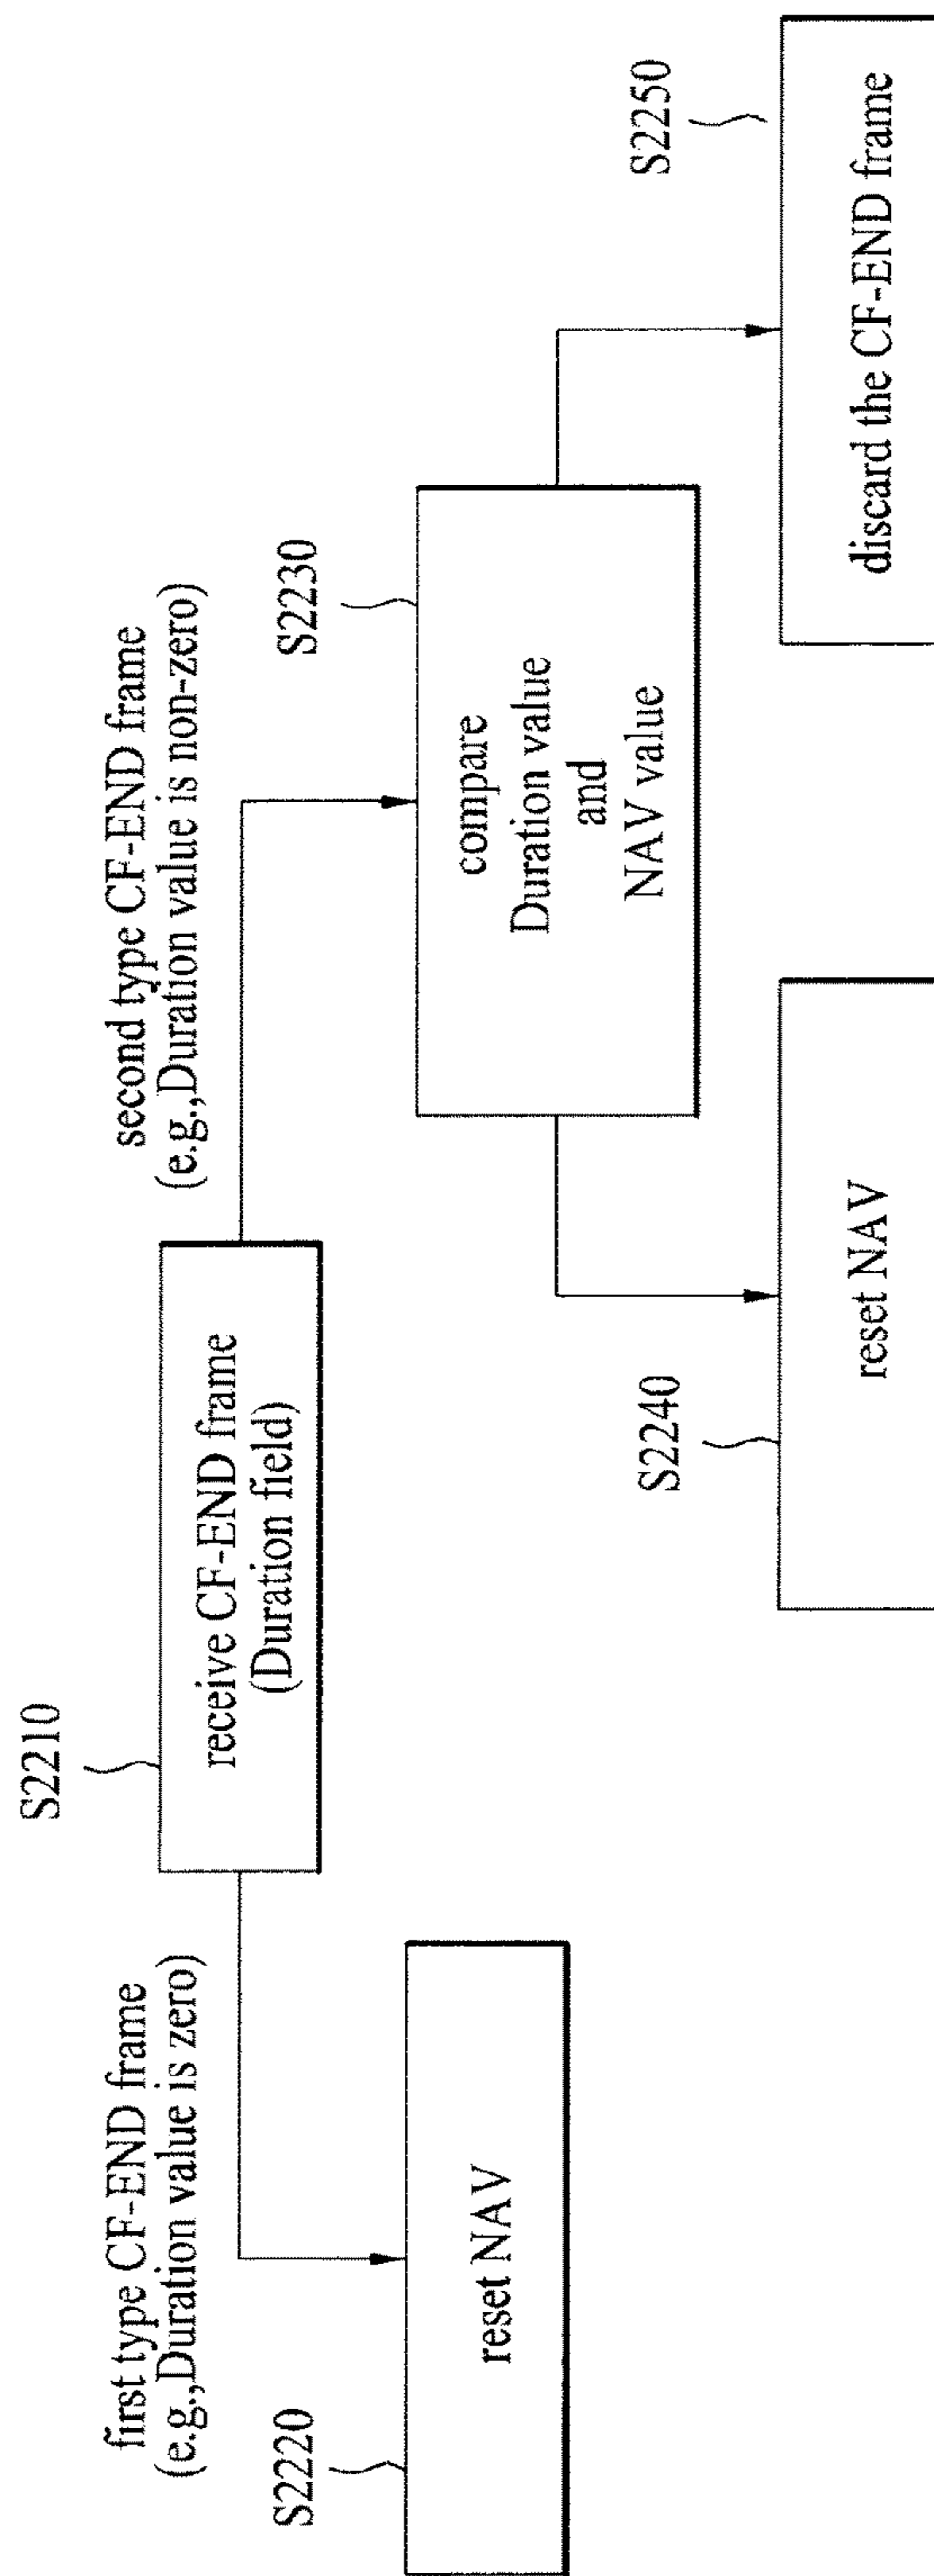 S2210
receive CF-END frame
(Duration field)
first type CF-END frame
(e.g.,Duration value is zero)
second type CF-END frame
(e.g.,Duration value is non-zero)
S2220
reset NAV
S2230
compare
Duration value
and
NAV value
S2240
reset NAV
S2250
discard the CF-END frame